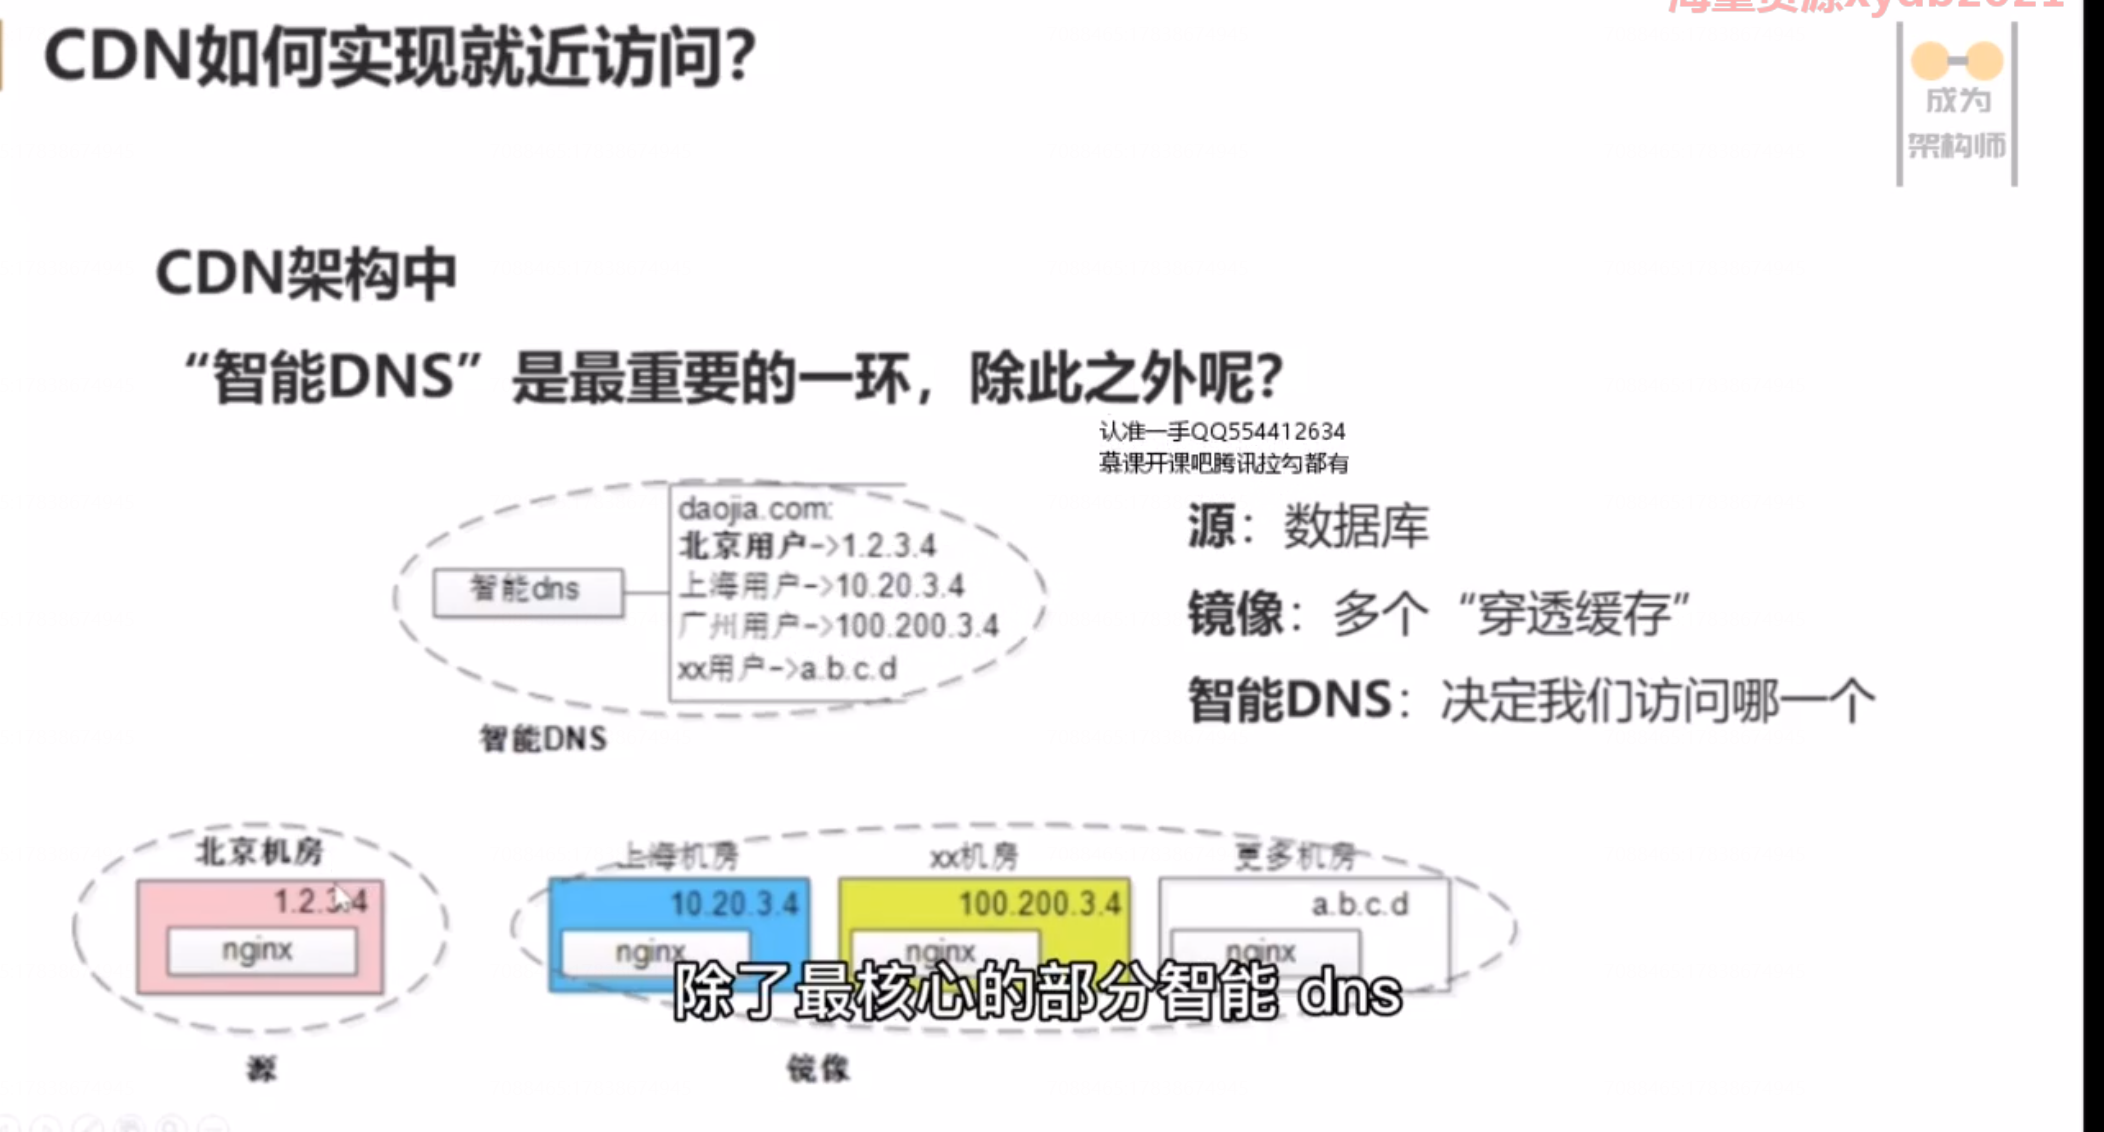 CDN如何实现就近访问?
成为
架构师
CDN架构中
“智能DNS”是最重要的一环，除此之外呢?
认准一手QQ554412634
慕课开课吧腾讯拉勾都有
智能dns
daojia.com:
北京用户->1.2.3.4
上海用户->10.20.3.4
广州用户->100.200.3.4
xx用户->a.b.c.d
智能DNS
源：数据库
镜像：多个“穿透缓存”
智能DNS：决定我们访问哪一个
北京机房
1.2.3.4
nginx
源
上海机房
10.20.3.4
nginx
xx机房
100.200.3.4
nginx
更多机房
a.b.c.d
nginx
镜像
除了最核心的部分智能 dns